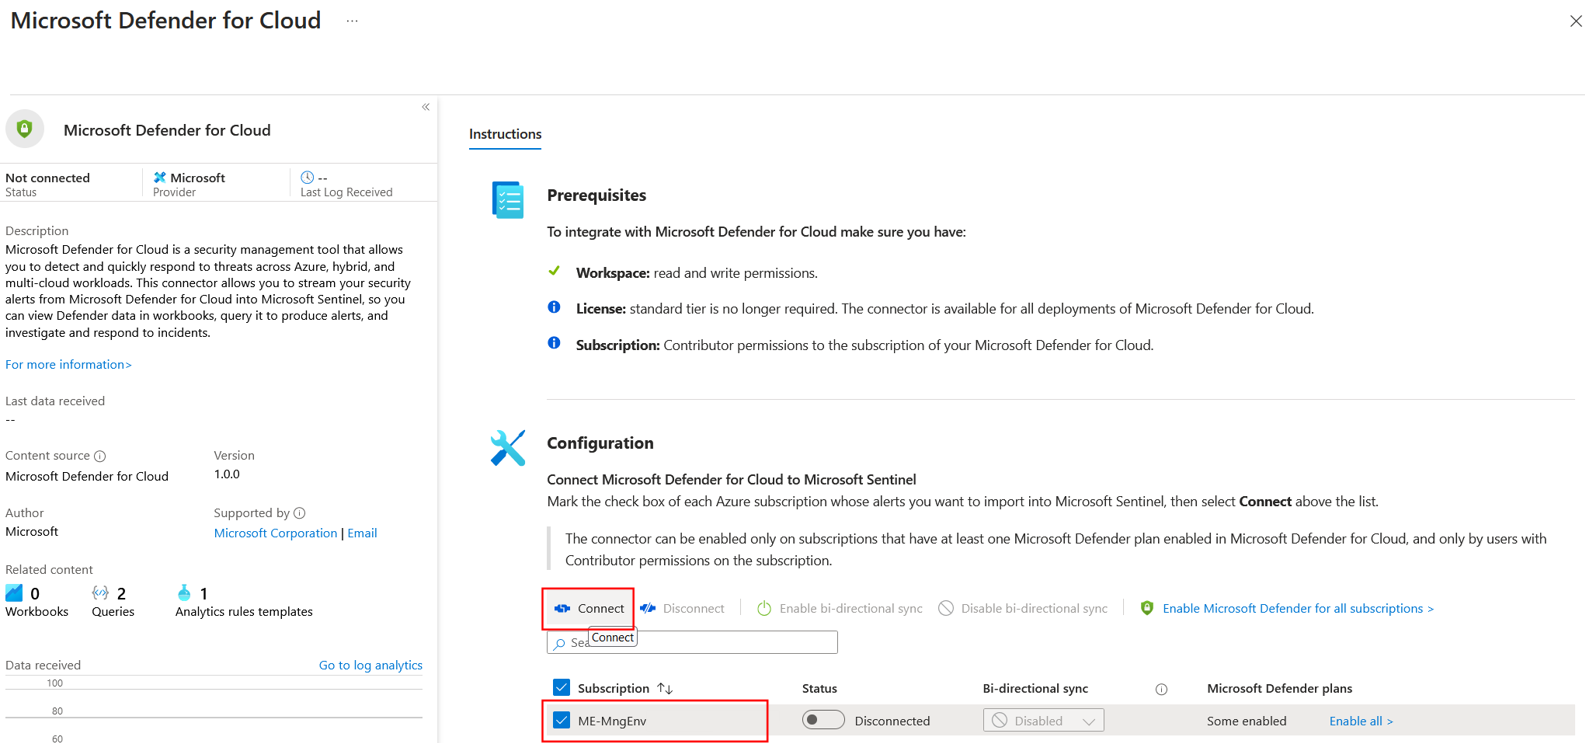 Microsoft Defender for Cloud ...
«
Microsoft Defender for Cloud
Not connected
Status
Microsoft
Provider
--
Last Log Received
Description
Microsoft Defender for Cloud is a security management tool that allows
you to detect and quickly respond to threats across Azure, hybrid, and
multi-cloud workloads. This connector allows you to stream your security
alerts from Microsoft Defender for Cloud into Microsoft Sentinel, so you
can view Defender data in workbooks, query it to produce alerts, and
investigate and respond to incidents.
For more information>
Last data received
--
Content source
Microsoft Defender for Cloud
Version
1.0.0
Author
Microsoft
Supported by
Microsoft Corporation | Email
Related content
0
Workbooks
2
Queries
1
Analytics rules templates
Data received
Go to log analytics
100
80
60
Instructions
Prerequisites
To integrate with Microsoft Defender for Cloud make sure you have:
Workspace: read and write permissions.
License: standard tier is no longer required. The connector is available for all deployments of Microsoft Defender for Cloud.
Subscription: Contributor permissions to the subscription of your Microsoft Defender for Cloud.
Configuration
Connect Microsoft Defender for Cloud to Microsoft Sentinel
Mark the check box of each Azure subscription whose alerts you want to import into Microsoft Sentinel, then select Connect above the list.
The connector can be enabled only on subscriptions that have at least one Microsoft Defender plan enabled in Microsoft Defender for Cloud, and only by users with
Contributor permissions on the subscription.
Connect Disconnect Enable bi-directional sync Disable bi-directional sync Enable Microsoft Defender for all subscriptions >
Connect
Subscription ↑↓ Status Bi-directional sync Microsoft Defender plans
ME-MngEnv Disconnected Disabled Some enabled Enable all >